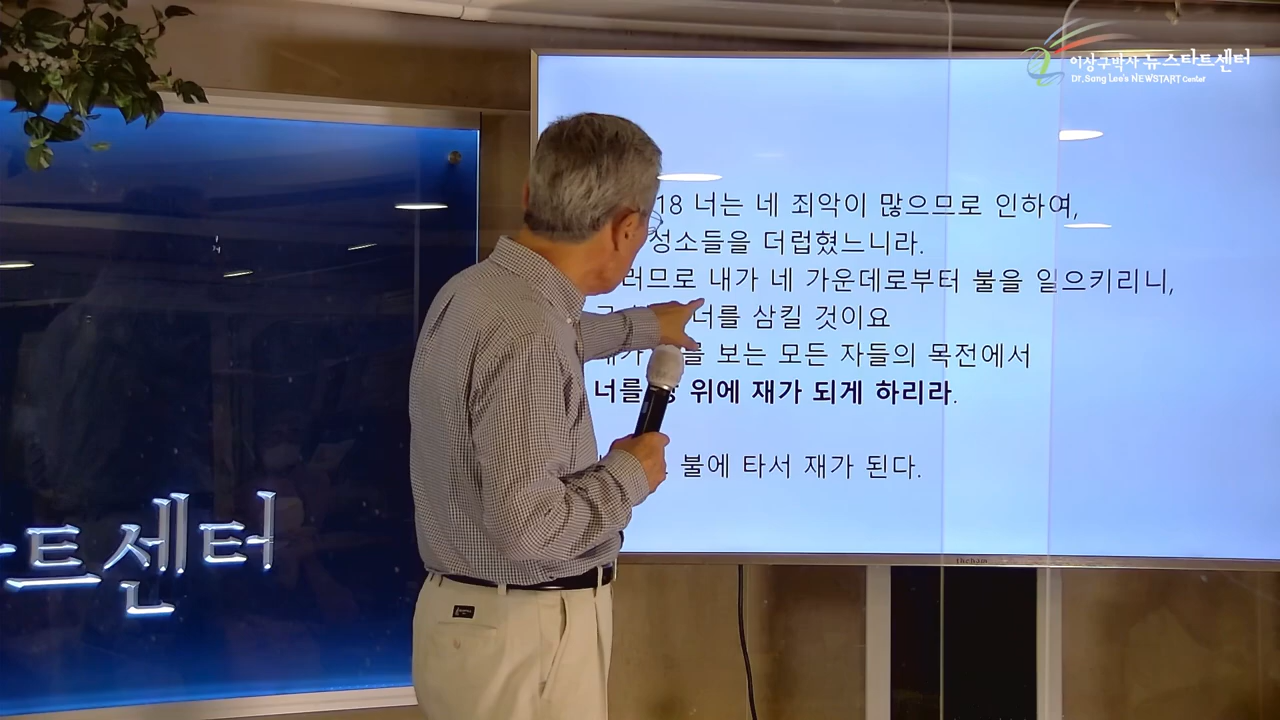 이상구박사 뉴스타트센터
Dr.Sang Lee's NEWSTART Center
18 너는 네 죄악이 많으므로 인하여,
성소들을 더럽혔느니라.
내가 네 가운데로부터 불을 일으키리니,
너를 삼킬 것이요
보는 모든 자들의 목전에서
너를 위에 재가 되게 하리라.
불에 타서 재가 된다.
트센터